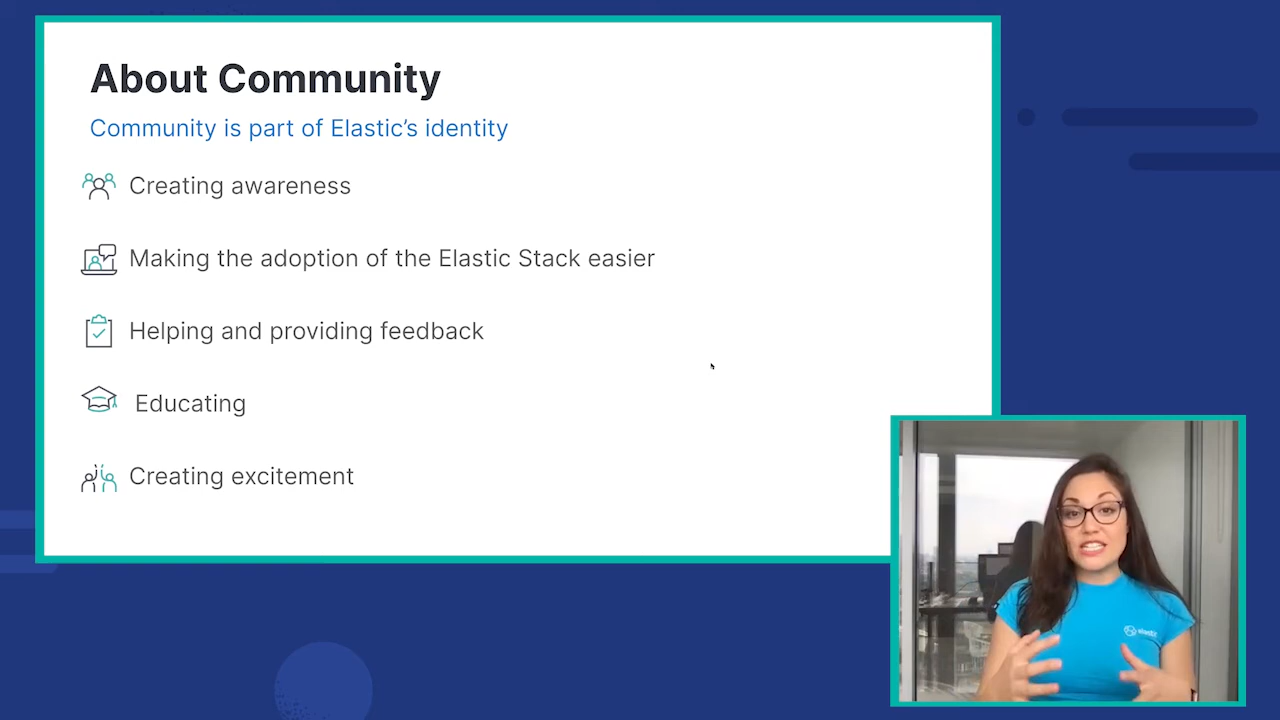 About Community
Community is part of Elastic’s identity
Creating awareness
Making the adoption of the Elastic Stack easier
Helping and providing feedback
Educating
Creating excitement
elastic